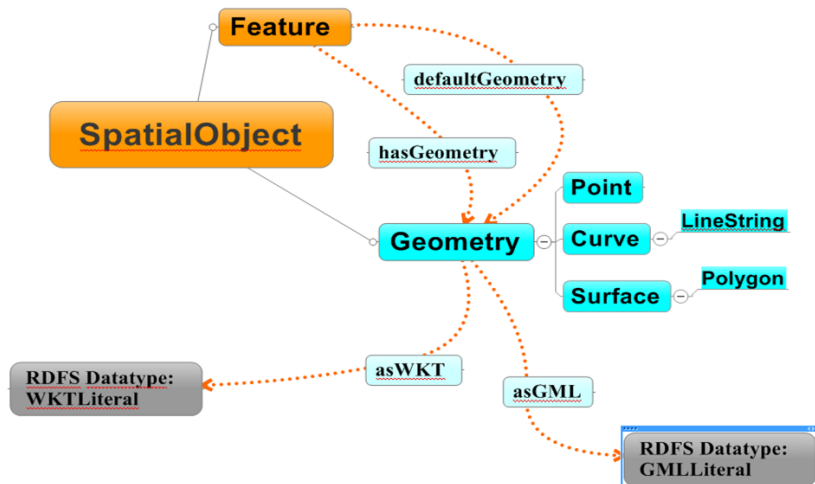 Feature
defaultGeometry
SpatialObject
hasGeometry
Point
LineString
Geometry
Curve
Polygon
Surface
asWKT
RDFS Datatype:
WKTLiteral
asGML
RDFS Datatype:
GMLLiteral